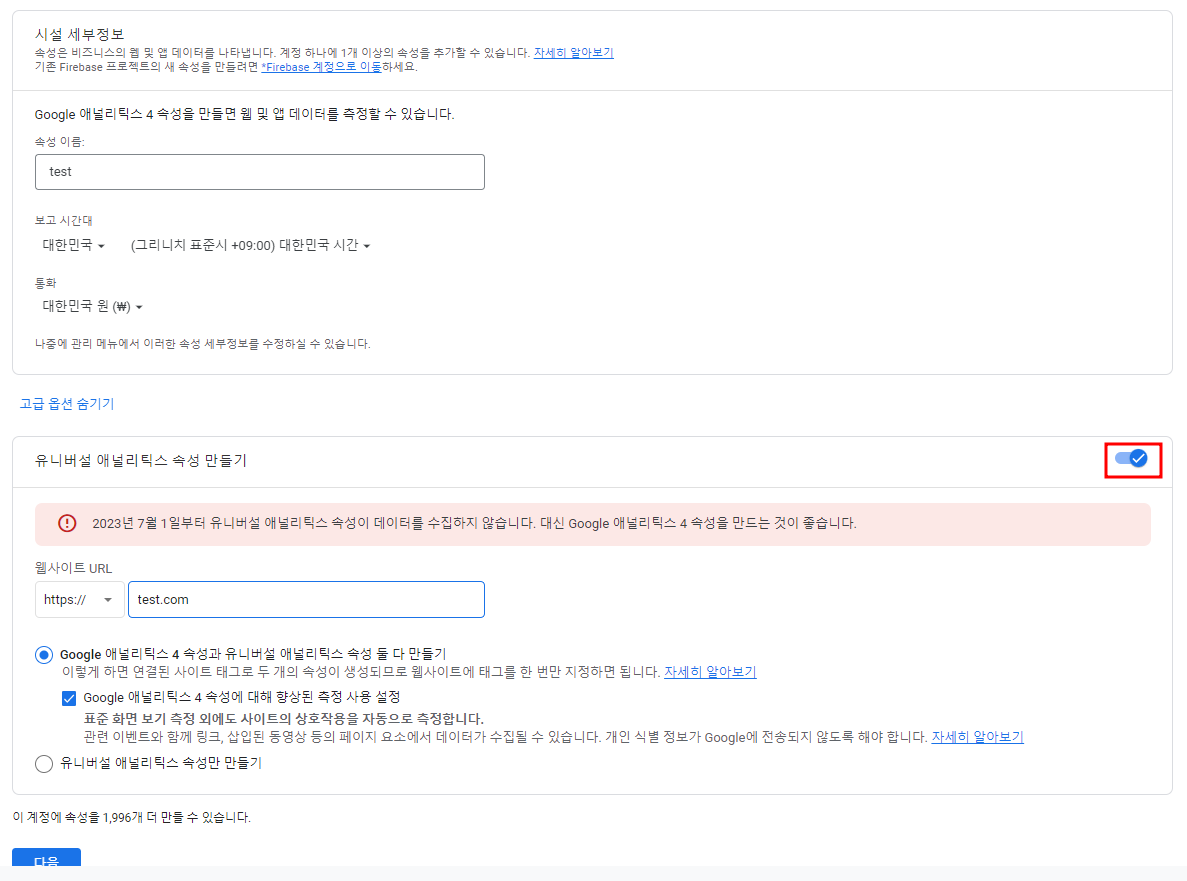 시설 세부정보
속성은 비즈니스의 웹 및 앱 데이터를 나타냅니다. 계정 하나에 1개 이상의 속성을 추가할 수 있습니다. 자세히 알아보기
기존 Firebase 프로젝트의 새 속성을 만들려면 *Firebase 계정으로 이동하세요.
Google 애널리틱스 4 속성을 만들면 웹 및 앱 데이터를 측정할 수 있습니다.
속성 이름:
test
보고 시간대
대한민국 (그리니치 표준시 +09:00) 대한민국 시간
통화
대한민국 원 (₩)
나중에 관리 메뉴에서 이러한 속성 세부정보를 수정하실 수 있습니다.
고급 옵션 숨기기
유니버설 애널리틱스 속성 만들기
2023년 7월 1일부터 유니버설 애널리틱스 속성이 데이터를 수집하지 않습니다. 대신 Google 애널리틱스 4 속성을 만드는 것이 좋습니다.
웹사이트 URL
https:// test.com
Google 애널리틱스 4 속성과 유니버설 애널리틱스 속성 둘 다 만들기
이렇게 하면 연결된 사이트 태그로 두 개의 속성이 생성되므로 웹사이트에 태그를 한 번만 지정하면 됩니다. 자세히 알아보기
Google 애널리틱스 4 속성에 대해 향상된 측정 사용 설정
표준 화면 보기 측정 외에도 사이트의 상호작용을 자동으로 측정합니다.
관련 이벤트와 함께 링크, 삽입된 동영상 등의 페이지 요소에서 데이터가 수집될 수 있습니다. 개인 식별 정보가 Google에 전송되지 않도록 해야 합니다. 자세히 알아보기
유니버설 애널리틱스 속성만 만들기
이 계정에 속성을 1,996개 더 만들 수 있습니다.
다음